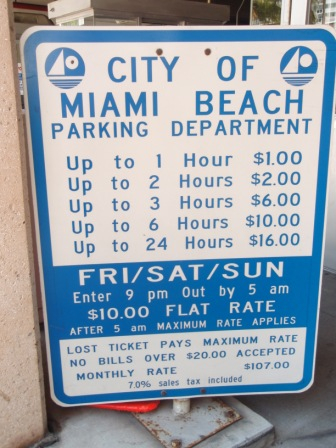 CITY OF
MIAMI BEACH
PARKING DEPARTMENT
Up to 1 Hour $1.00
Up to 2 Hours $2.00
Up to 3 Hours $6.00
Up to 6 Hours $10.00
Up to 24 Hours $16.00
FRI/SAT/SUN
Enter 9 pm Out by 5 am
$10.00 FLAT RATE
AFTER 5 am MAXIMUM RATE APPLIES
LOST TICKET PAYS MAXIMUM RATE
NO BILLS OVER $20.00 ACCEPTED
MONTHLY RATE $107.00
7.0% sales tax included